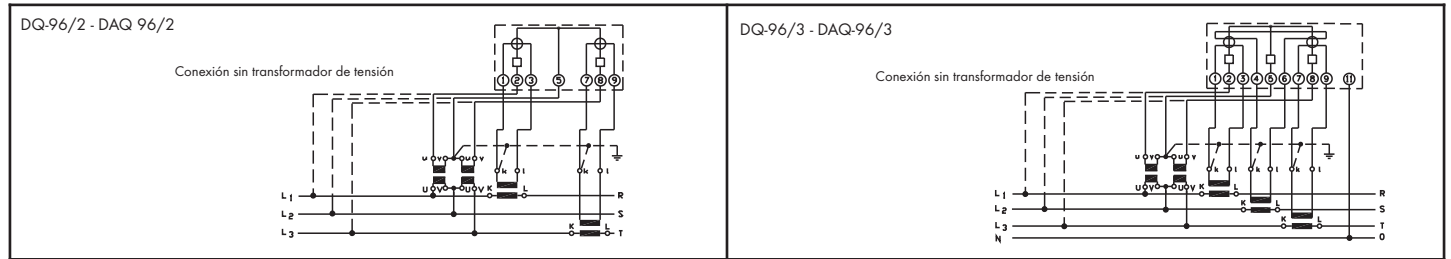 DQ-96/2 - DAQ 96/2
Conexión sin transformador de tensión
1 2 3 5 7 8 9
u v u v
k l k l
U V U V K L
L1 R
L2 S
K L
L3 T
DQ-96/3 - DAQ-96/3
Conexión sin transformador de tensión
1 2 3 4 5 6 7 8 9 11
u v u v
k l k l k l
U V U V K L
L1 R
K L
L2 S
K L
L3 T
N 0